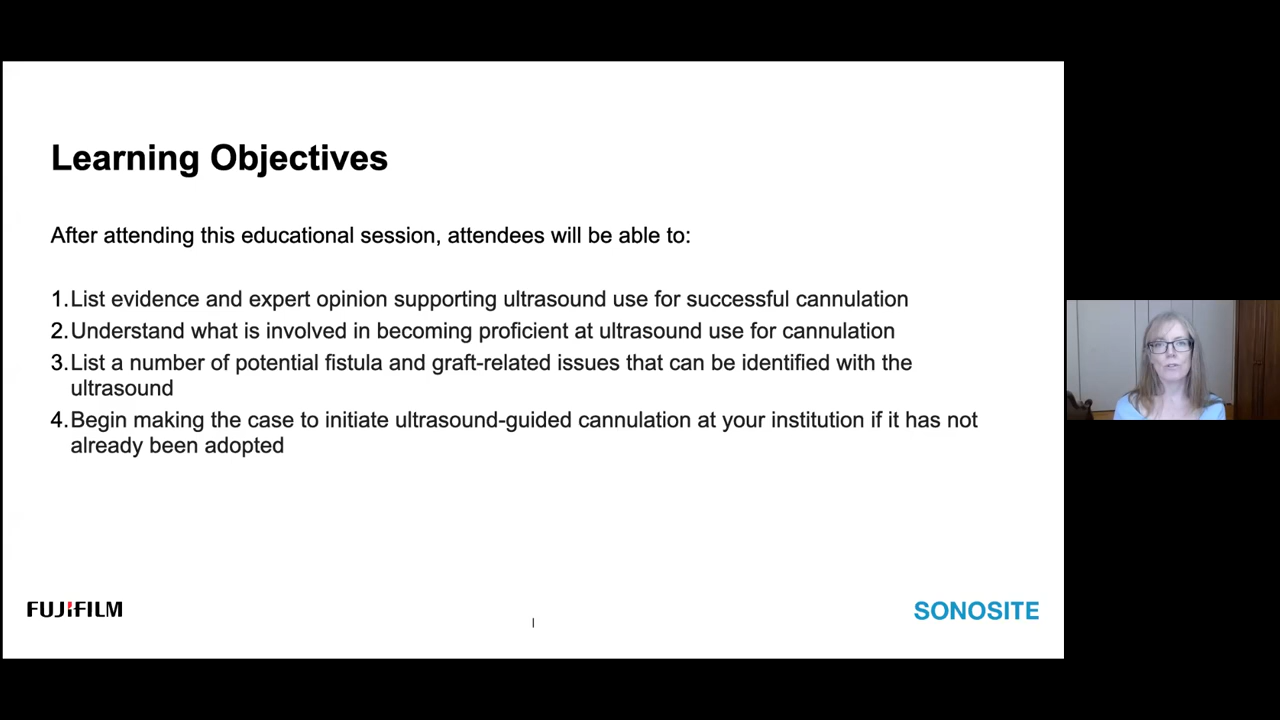 Learning Objectives
After attending this educational session, attendees will be able to:
1. List evidence and expert opinion supporting ultrasound use for successful cannulation
2. Understand what is involved in becoming proficient at ultrasound use for cannulation
3. List a number of potential fistula and graft-related issues that can be identified with the
ultrasound
4. Begin making the case to initiate ultrasound-guided cannulation at your institution if it has not
already been adopted
FUJIFILM
SONOSITE